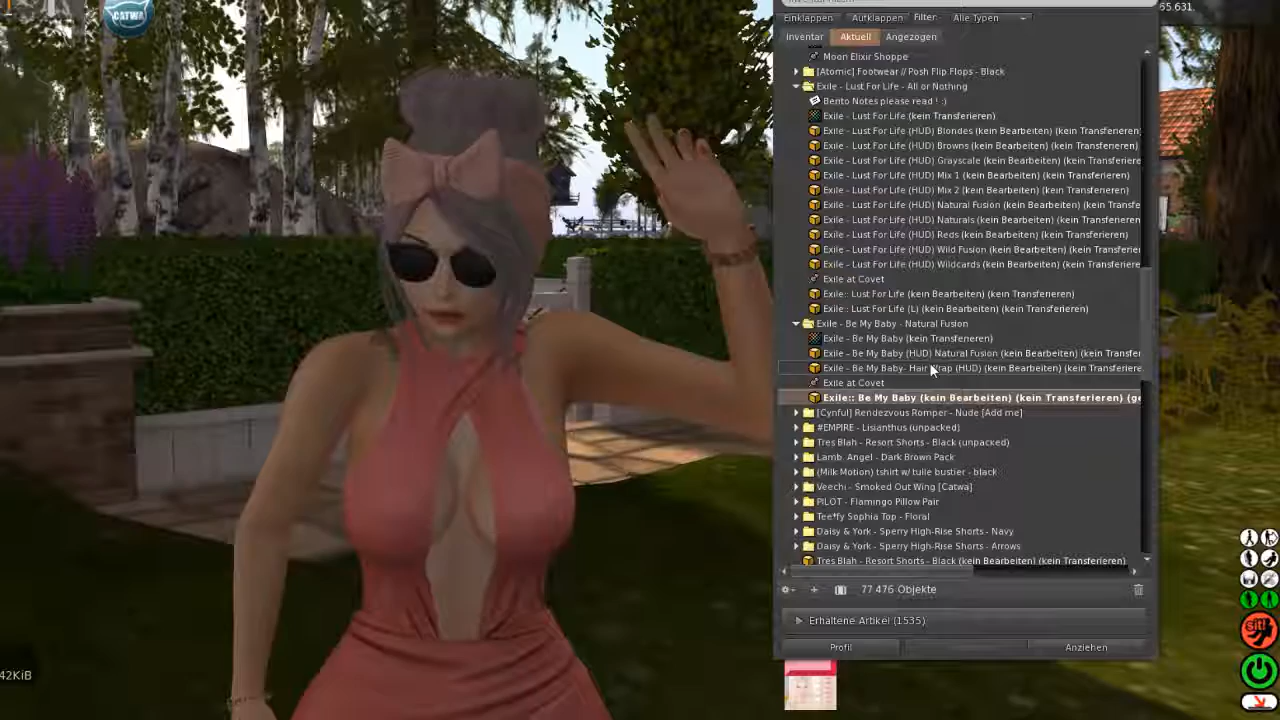 CATWA
65 631.
Einklappen Aufklappen Filter: Alle Typen
Inventar Aktuell Angezogen
Moon Elixir Shoppe
[Atomic] Footwear // Posh Flip Flops - Black
Exile - Lust For Life - All or Nothing
Bento Notes please read ! :)
Exile - Lust For Life (kein Transferieren)
Exile - Lust For Life (HUD) Blondes (kein Bearbeiten) (kein Transferieren)
Exile - Lust For Life (HUD) Browns (kein Bearbeiten) (kein Transferieren)
Exile - Lust For Life (HUD) Grayscale (kein Bearbeiten) (kein Transferiere
Exile - Lust For Life (HUD) Mix 1 (kein Bearbeiten) (kein Transferieren)
Exile - Lust For Life (HUD) Mix 2 (kein Bearbeiten) (kein Transferieren)
Exile - Lust For Life (HUD) Natural Fusion (kein Bearbeiten) (kein Transfe
Exile - Lust For Life (HUD) Naturals (kein Bearbeiten) (kein Transferieren
Exile - Lust For Life (HUD) Reds (kein Bearbeiten) (kein Transferieren)
Exile - Lust For Life (HUD) Wild Fusion (kein Bearbeiten) (kein Transferie
Exile - Lust For Life (HUD) Wildcards (kein Bearbeiten) (kein Transferiere
Exile at Covet
Exile:: Lust For Life (kein Bearbeiten) (kein Transferieren)
Exile:: Lust For Life (L) (kein Bearbeiten) (kein Transferieren)
Exile - Be My Baby - Natural Fusion
Exile - Be My Baby (kein Transferieren)
Exile - Be My Baby (HUD) Natural Fusion (kein Bearbeiten) (kein Transfer
Exile - Be My Baby- Hair Wrap (HUD) (kein Bearbeiten) (kein Transferiere
Exile at Covet
Exile:: Be My Baby (kein Bearbeiten) (kein Transferieren) (ge
[Cynful] Rendezvous Romper - Nude [Add me]
#EMPIRE - Lisianthus (unpacked)
Tres Blah - Resort Shorts - Black (unpacked)
Lamb. Angel - Dark Brown Pack
(Milk Motion) tshirt w/ tulle bustier - black
Veechi - Smoked Out Wing [Catwa]
PILOT - Flamingo Pillow Pair
Tee*fy Sophia Top - Floral
Daisy & York - Sperry High-Rise Shorts - Navy
Daisy & York - Sperry High-Rise Shorts - Arrows
Tres Blah - Resort Shorts - Black (kein Bearbeiten) (kein Transferieren)
77 476 Objekte
Erhaltene Artikel (1535)
Profil Anziehen
sit!
42KiB